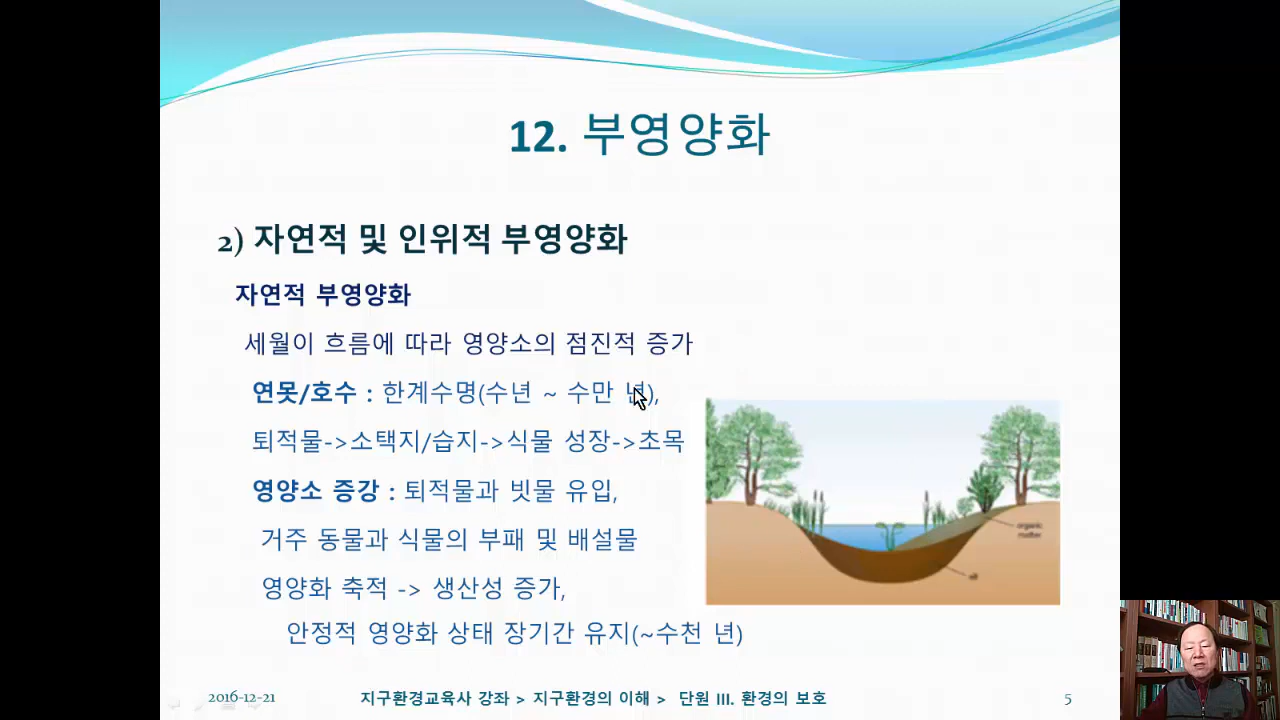 12. 부영양화
2) 자연적 및 인위적 부영양화
자연적 부영양화
세월이 흐름에 따라 영양소의 점진적 증가
연못/호수 : 한계수명(수년 ~ 수만 년),
퇴적물->소택지/습지->식물 성장->초목
영양소 증강 : 퇴적물과 빗물 유입,
거주 동물과 식물의 부패 및 배설물
영양화 축적 -> 생산성 증가,
안정적 영양화 상태 장기간 유지(~수천 년)
organic
matter
2016-12-21
지구환경교육사 강좌 > 지구환경의 이해 > 단원 III. 환경의 보호
5